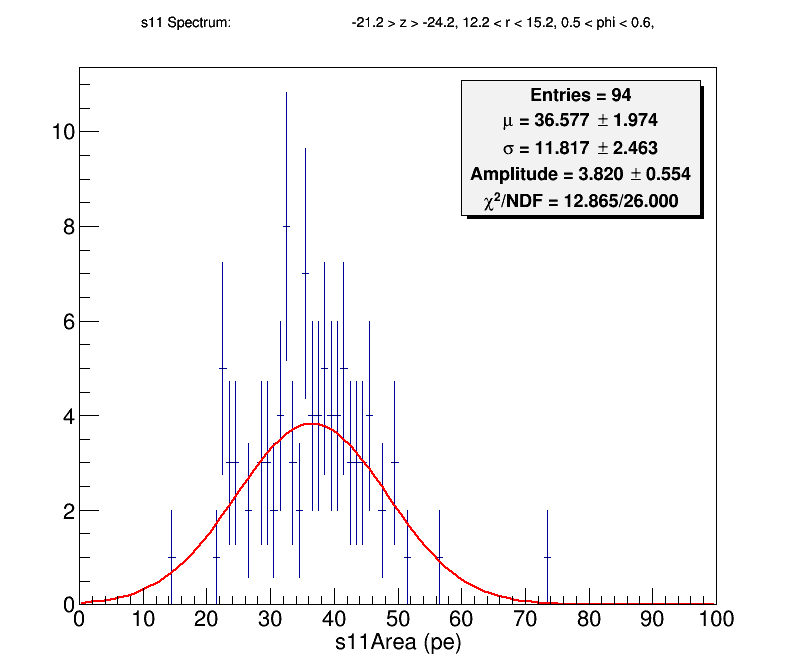 s11 Spectrum: -21.2 > z > -24.2, 12.2 < r < 15.2, 0.5 < phi < 0.6,
Entries = 94
μ = 36.577 ± 1.974
σ = 11.817 ± 2.463
Amplitude = 3.820 ± 0.554
χ²/NDF = 12.865/26.000
10
8
6
4
2
0
0 10 20 30 40 50 60 70 80 90 100
s11Area (pe)